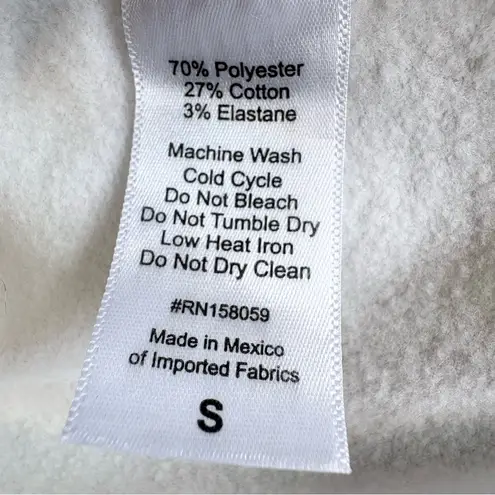 70% Polyester
27% Cotton
3% Elastane
Machine Wash
Cold Cycle
Do Not Bleach
Do Not Tumble Dry
Low Heat Iron
Do Not Dry Clean
#RN158059
Made in Mexico
of Imported Fabrics
S